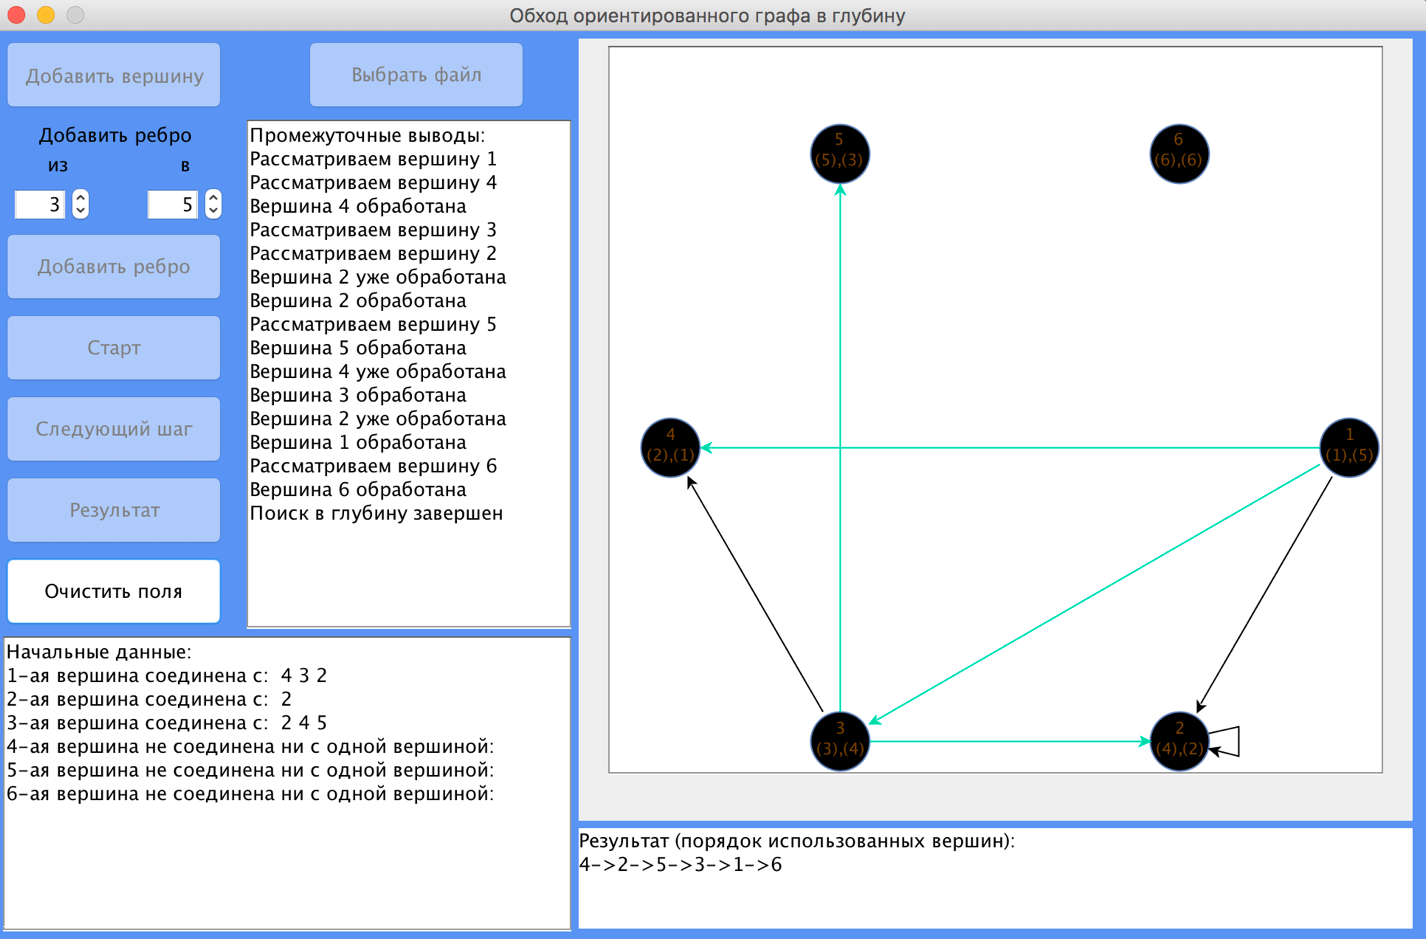 Обход ориентированного графа в глубину
Добавить вершину
Выбрать файл
Добавить ребро
из
в
3
5
Добавить ребро
Старт
Следующий шаг
Результат
Очистить поля
Промежуточные выводы:
Рассматриваем вершину 1
Рассматриваем вершину 4
Вершина 4 обработана
Рассматриваем вершину 3
Рассматриваем вершину 2
Вершина 2 уже обработана
Вершина 2 обработана
Рассматриваем вершину 5
Вершина 5 обработана
Вершина 4 уже обработана
Вершина 3 обработана
Вершина 2 уже обработана
Вершина 1 обработана
Рассматриваем вершину 6
Вершина 6 обработана
Поиск в глубину завершен
Начальные данные:
1-ая вершина соединена с:  4 3 2
2-ая вершина соединена с:  2
3-ая вершина соединена с:  2 4 5
4-ая вершина не соединена ни с одной вершиной:
5-ая вершина не соединена ни с одной вершиной:
6-ая вершина не соединена ни с одной вершиной:
5
(5),(3)
6
(6),(6)
4
(2),(1)
1
(1),(5)
3
(3),(4)
2
(4),(2)
Результат (порядок использованных вершин):
4->2->5->3->1->6